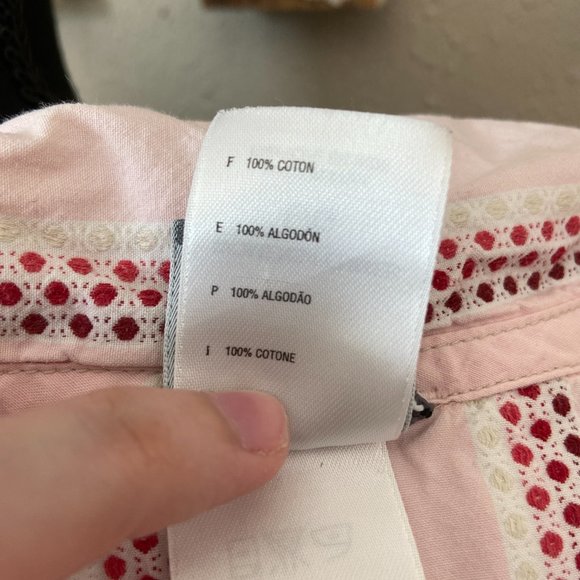 F 100% COTON
E 100% ALGODÓN
P 100% ALGODÃO
I 100% COTONE